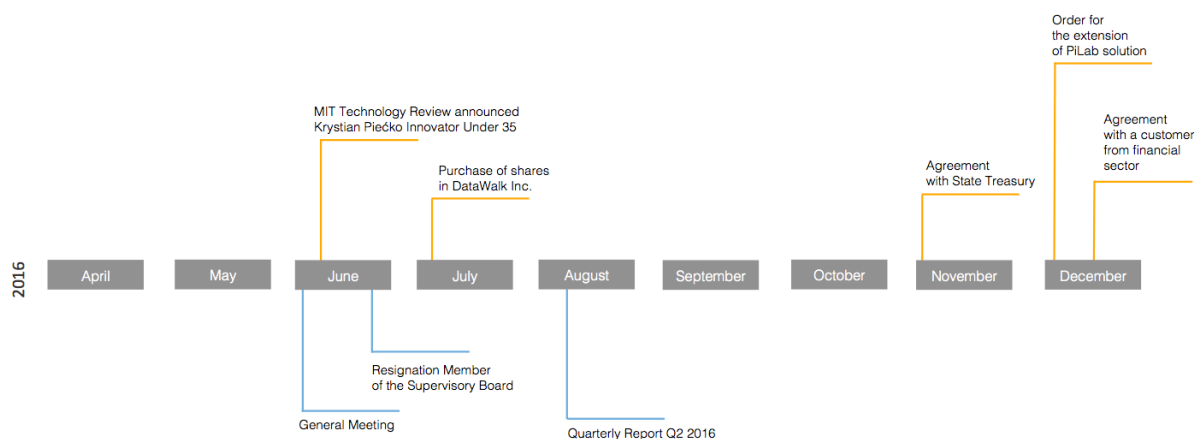 Order for
the extension
of PiLab solution
MIT Technology Review announced
Krystian Piećko Innovator Under 35
Agreement
with a customer
from financial
sector
Purchase of shares
in DataWalk Inc.
Agreement
with State Treasury
2016
April
May
June
July
August
September
October
November
December
Resignation Member
of the Supervisory Board
General Meeting
Quarterly Report Q2 2016